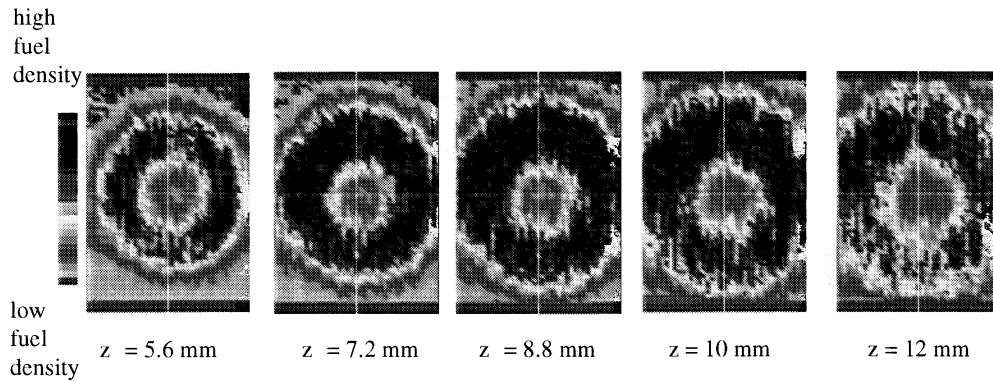 high
fuel
density
low
fuel
density
z = 5.6 mm
z = 7.2 mm
z = 8.8 mm
z = 10 mm
z = 12 mm